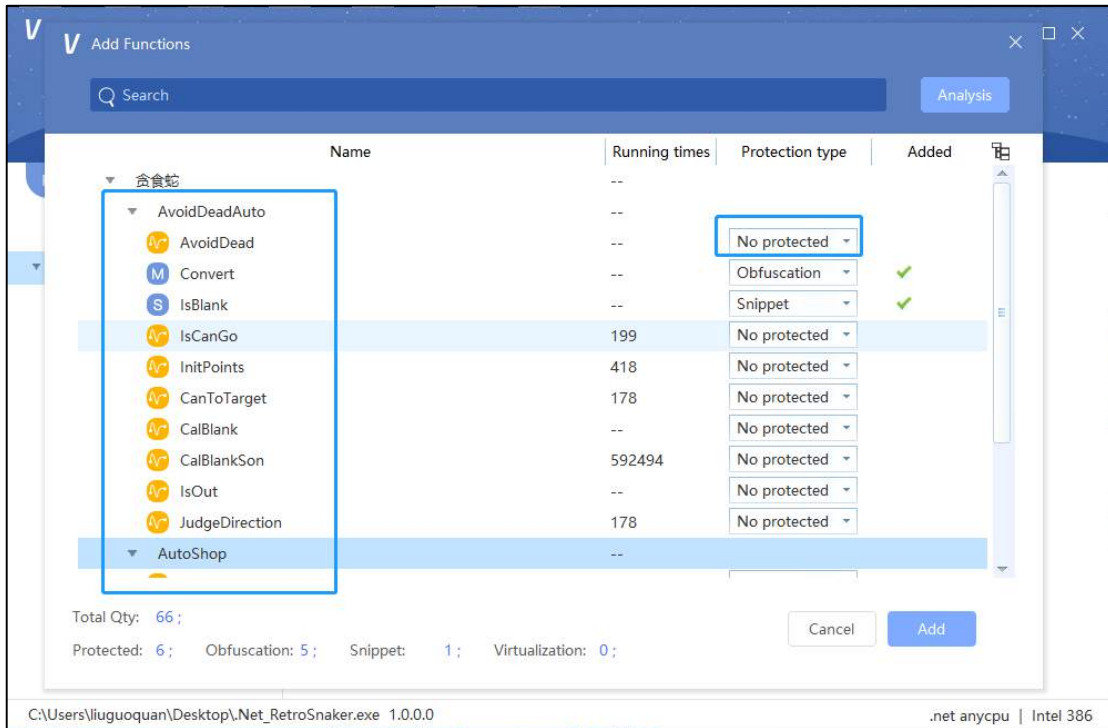 V
V Add Functions
Search
Analysis
Name Running times Protection type Added
贪食蛇 --
AvoidDeadAuto --
AvoidDead -- No protected
M Convert -- Obfuscation
S IsBlank -- Snippet
IsCanGo 199 No protected
InitPoints 418 No protected
CanToTarget 178 No protected
CalBlank -- No protected
CalBlankSon 592494 No protected
IsOut -- No protected
JudgeDirection 178 No protected
AutoShop --
Total Qty: 66 ;
Cancel Add
Protected: 6 ; Obfuscation: 5 ; Snippet: 1 ; Virtualization: 0 ;
C:\Users\liuguoquan\Desktop\.Net_RetroSnaker.exe 1.0.0.0 .net anycpu | Intel 386